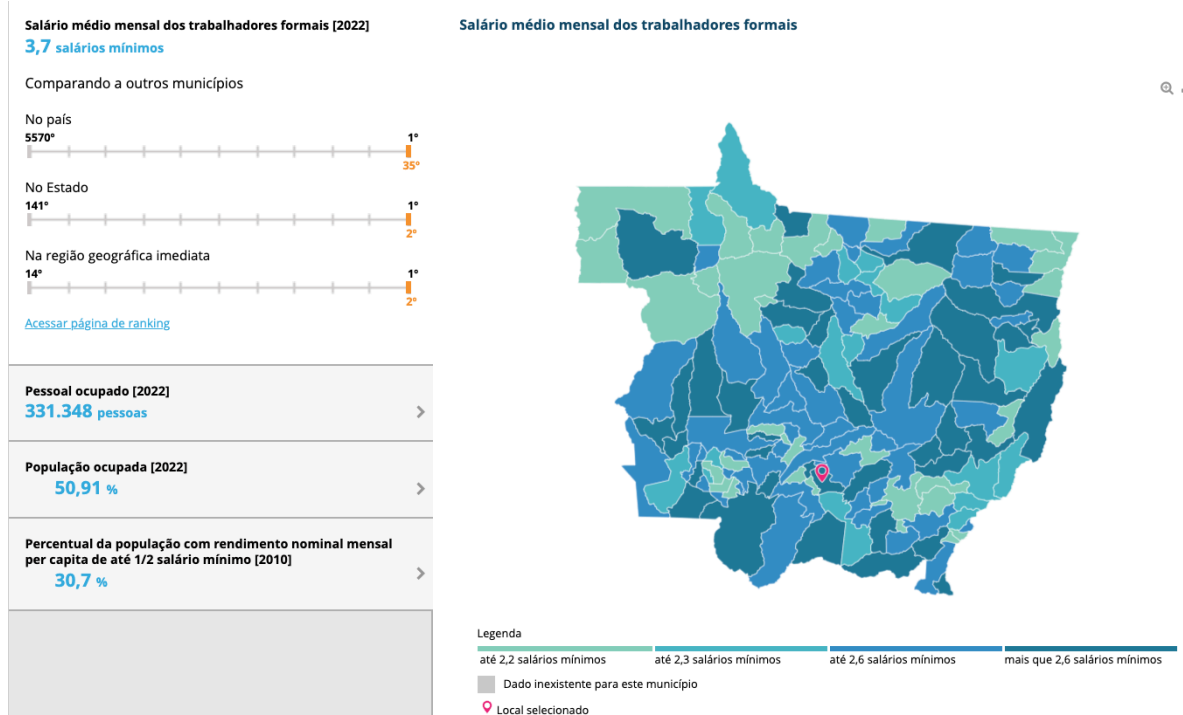 Salário médio mensal dos trabalhadores formais [2022]
3,7 salários mínimos
Comparando a outros municípios
No país
5570° 1°
35°
No Estado
141° 1°
2°
Na região geográfica imediata
14° 1°
2°
Acessar página de ranking
Pessoal ocupado [2022]
331.348 pessoas
População ocupada [2022]
50,91 %
Percentual da população com rendimento nominal mensal
per capita de até 1/2 salário mínimo [2010]
30,7 %
Salário médio mensal dos trabalhadores formais
Legenda
até 2,2 salários mínimos até 2,3 salários mínimos até 2,6 salários mínimos mais que 2,6 salários mínimos
Dado inexistente para este município
Local selecionado